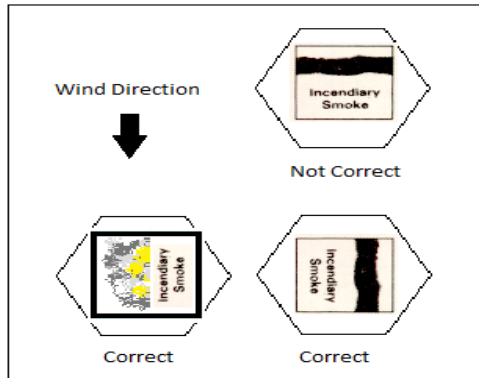 Wind Direction
Incendiary
Smoke
Not Correct
Incendiary
Smoke
Incendiary
Smoke
Correct
Correct